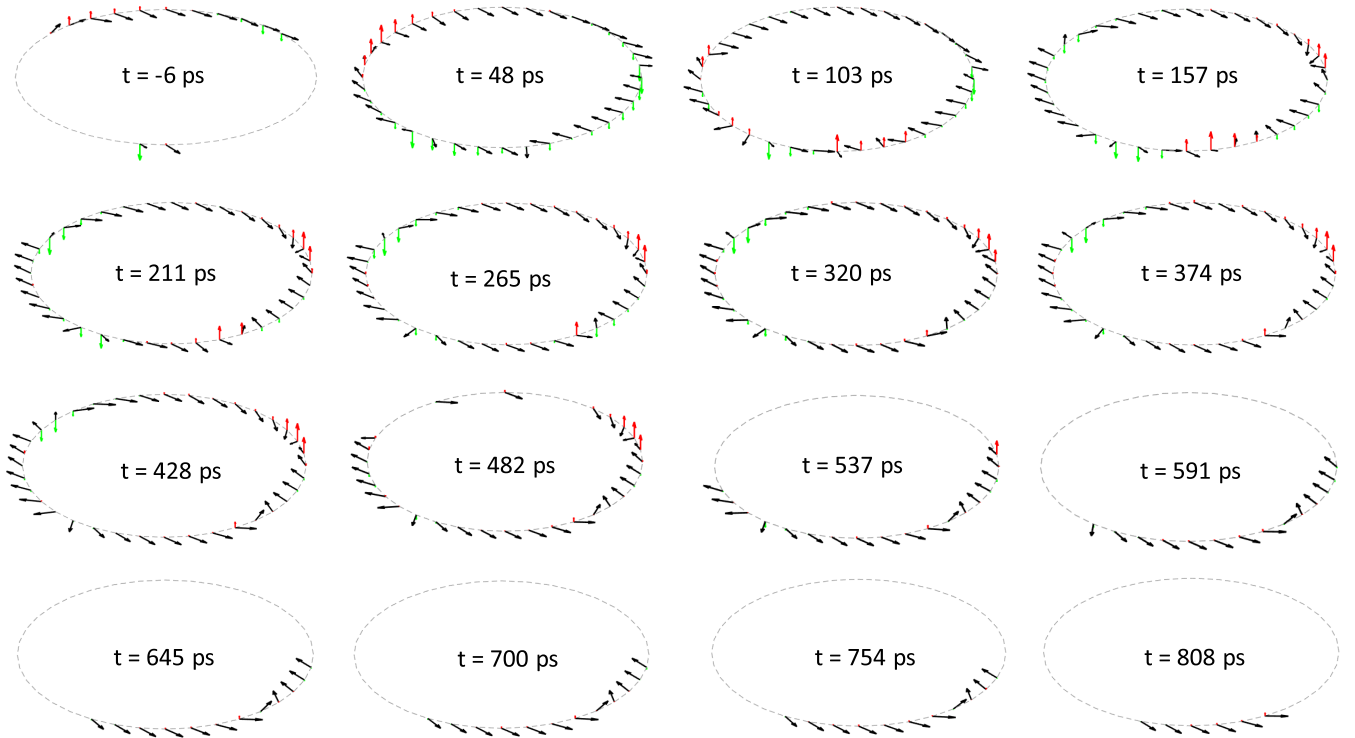 t = -6 ps
t = 48 ps
t = 103 ps
t = 157 ps
t = 211 ps
t = 265 ps
t = 320 ps
t = 374 ps
t = 428 ps
t = 482 ps
t = 537 ps
t = 591 ps
t = 645 ps
t = 700 ps
t = 754 ps
t = 808 ps